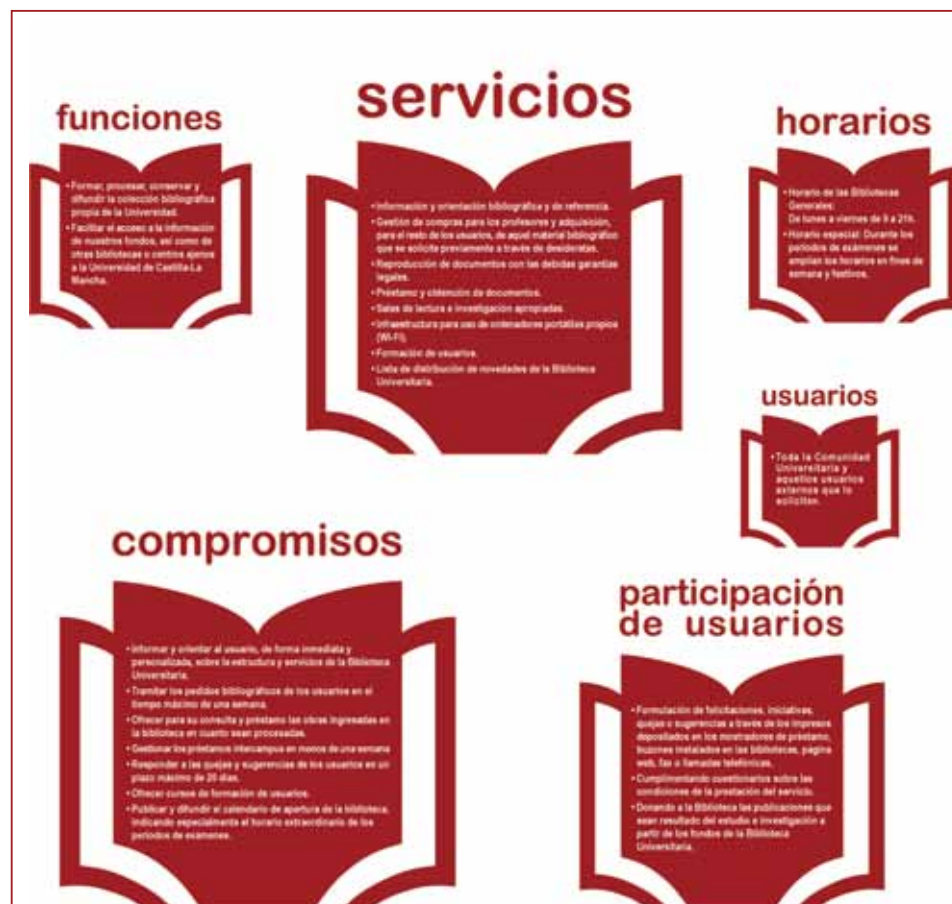 funciones
• Formar, procesar, conservar y
difundir la colección bibliográfica
propia de la Universidad.
• Facilitar el acceso a la información
de nuestros fondos, así como de
otras bibliotecas o centros ajenos
a la Universidad de Castilla-La
Mancha.
servicios
• Información y orientación bibliográfica y de referencia.
• Gestión de compras para los profesores y adquisición,
para el resto de los usuarios, de aquel material bibliográfico
que se solicite previamente a través de desideratas.
• Reproducción de documentos con las debidas garantías
legales.
• Préstamo y obtención de documentos.
• Salas de lectura e investigación apropiadas.
• Infraestructura para uso de ordenadores portátiles propios
(WI-FI).
• Formación de usuarios.
• Lista de distribución de novedades de la Biblioteca
Universitaria.
horarios
• Horario de las Bibliotecas
Generales:
De lunes a viernes de 9 a 21h.
• Horario especial: Durante los
periodos de exámenes se
amplían los horarios en fines de
semana y festivos.
usuarios
• Toda la Comunidad
Universitaria y
aquellos usuarios
externos que lo
soliciten.
compromisos
• Informar y orientar al usuario, de forma inmediata y
personalizada, sobre la estructura y servicios de la Biblioteca
Universitaria.
• Tramitar los pedidos bibliográficos de los usuarios en el
tiempo máximo de una semana.
• Ofrecer para su consulta y préstamo las obras ingresadas en
la biblioteca en cuanto sean procesadas.
• Gestionar los préstamos intercampus en menos de una semana
• Responder a las quejas y sugerencias de los usuarios en un
plazo máximo de 20 días.
• Ofrecer cursos de formación de usuarios.
• Publicar y difundir el calendario de apertura de la biblioteca,
indicando especialmente el horario extraordinario de los
periodos de exámenes.
participación
de usuarios
• Formulación de felicitaciones, iniciativas,
quejas o sugerencias a través de los impresos
depositados en los mostradores de préstamo,
buzones instalados en las bibliotecas, página
web, fax o llamadas telefónicas.
• Cumplimentando cuestionarios sobre las
condiciones de la prestación del servicio.
• Donando a la Biblioteca las publicaciones que
sean resultado del estudio e investigación a
partir de los fondos de la Biblioteca
Universitaria.